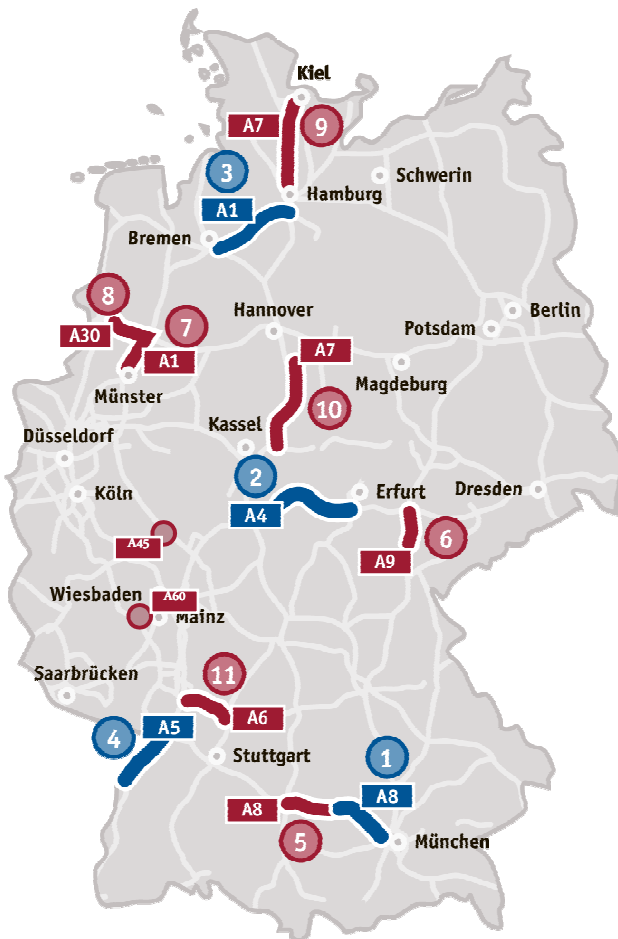 Kiel
A7
9
3
Schwerin
A1
Hamburg
Bremen
8
7
Hannover
Berlin
A30
Potsdam
A1
A7
Münster
Magdeburg
10
Kassel
Düsseldorf
2
Köln
Erfurt
Dresden
A4
6
A45
A9
Wiesbaden
A60
Mainz
Saarbrücken
11
A5
A6
4
Stuttgart
1
A8
A8
5
München